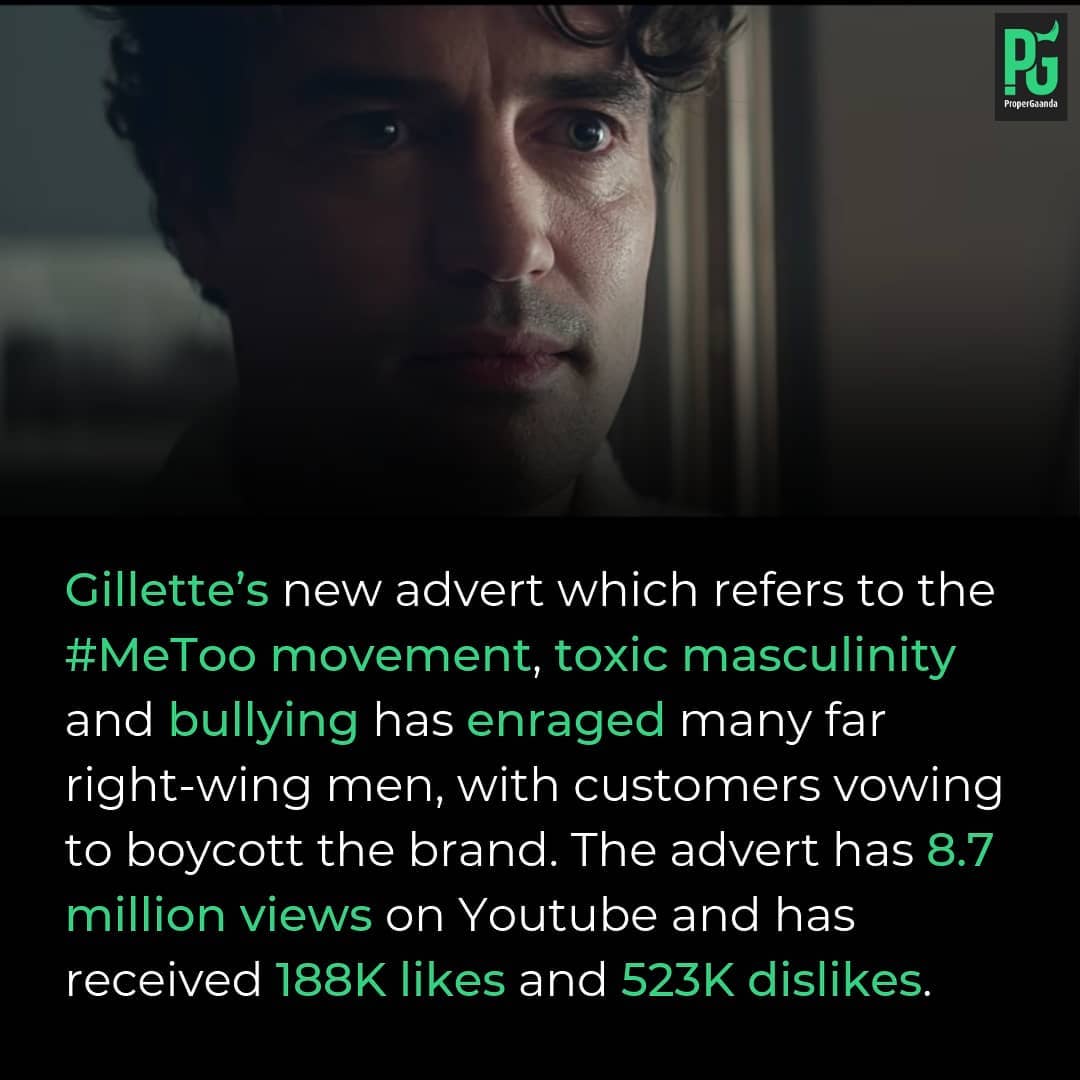 PG
ProperGaanda
Gillette’s new advert which refers to the
#MeToo movement, toxic masculinity
and bullying has enraged many far
right-wing men, with customers vowing
to boycott the brand. The advert has 8.7
million views on Youtube and has
received 188K likes and 523K dislikes.